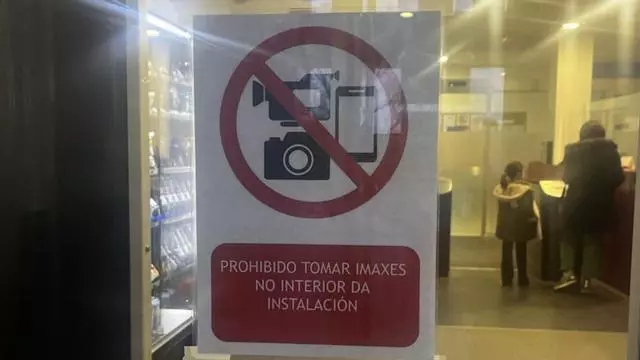 PROHIBIDO TOMAR IMAXES
NO INTERIOR DA
INSTALACIÓN